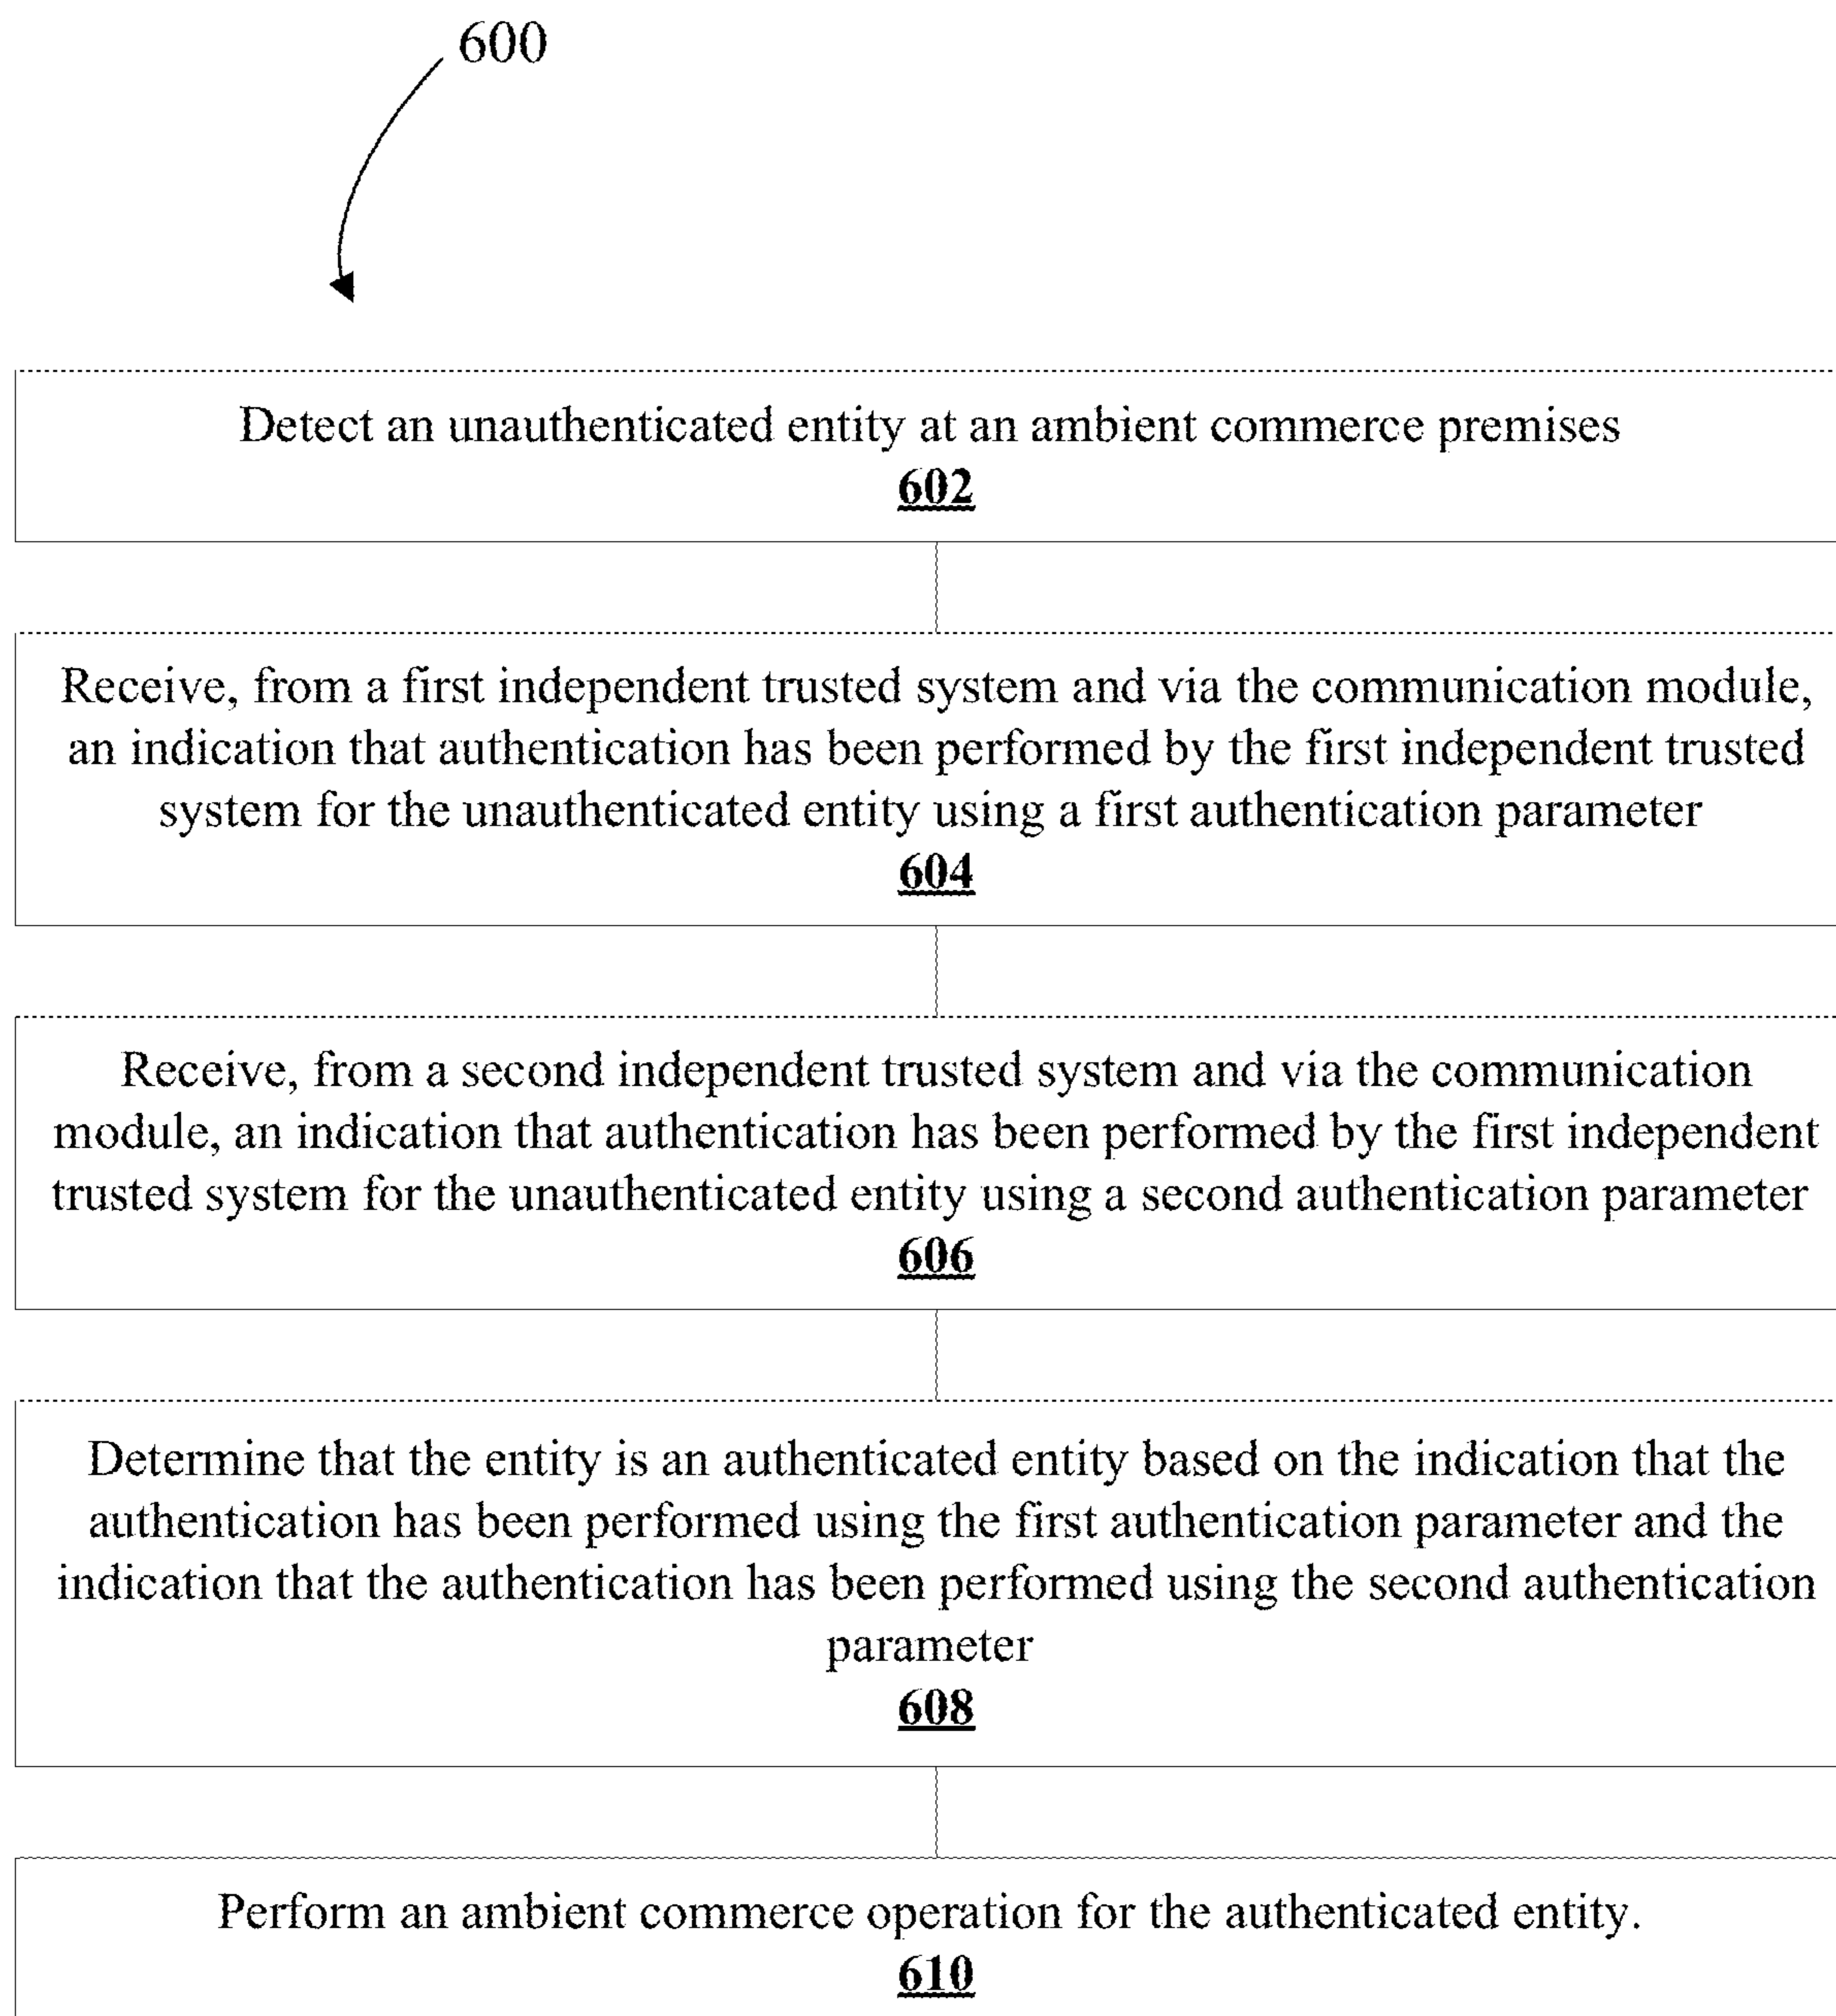 600
Detect an unauthenticated entity at an ambient commerce premises
602
Receive, from a first independent trusted system and via the communication module,
an indication that authentication has been performed by the first independent trusted
system for the unauthenticated entity using a first authentication parameter
604
Receive, from a second independent trusted system and via the communication
module, an indication that authentication has been performed by the first independent
trusted system for the unauthenticated entity using a second authentication parameter
606
Determine that the entity is an authenticated entity based on the indication that the
authentication has been performed using the first authentication parameter and the
indication that the authentication has been performed using the second authentication
parameter
608
Perform an ambient commerce operation for the authenticated entity.
610